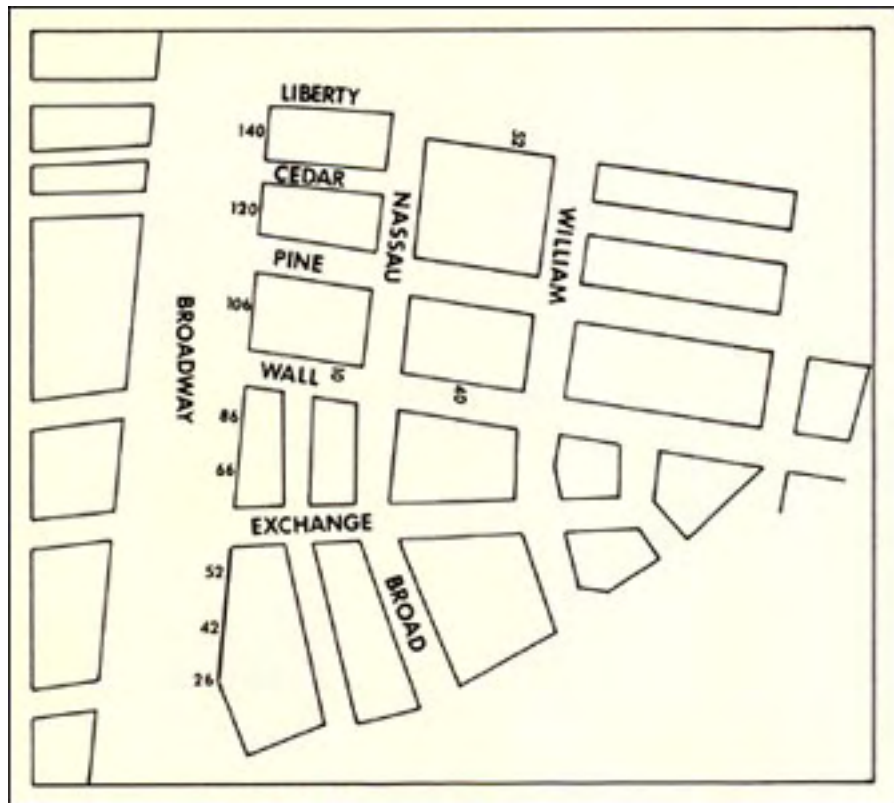 LIBERTY
140
52
CEDAR
120
NASSAU
WILLIAM
PINE
106
BROADWAY
WALL
10
40
86
66
EXCHANGE
52
BROAD
42
26